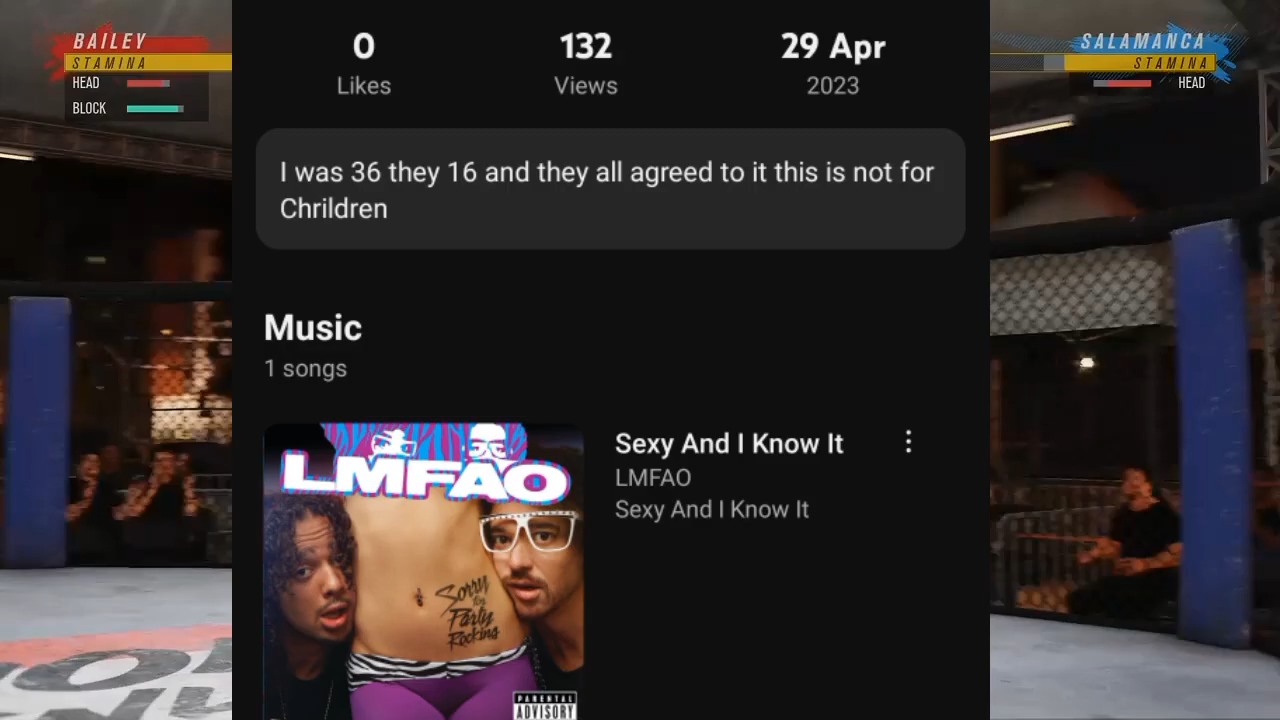 BAILEY
STAMINA
HEAD
BLOCK
SALAMANCA
STAMINA
HEAD
0
Likes
132
Views
29 Apr
2023
I was 36 they 16 and they all agreed to it this is not for
Chrildren
Music
1 songs
LMFAO
Sorry
for
Party
Rocking
PARENTAL
ADVISORY
Sexy And I Know It
LMFAO
Sexy And I Know It